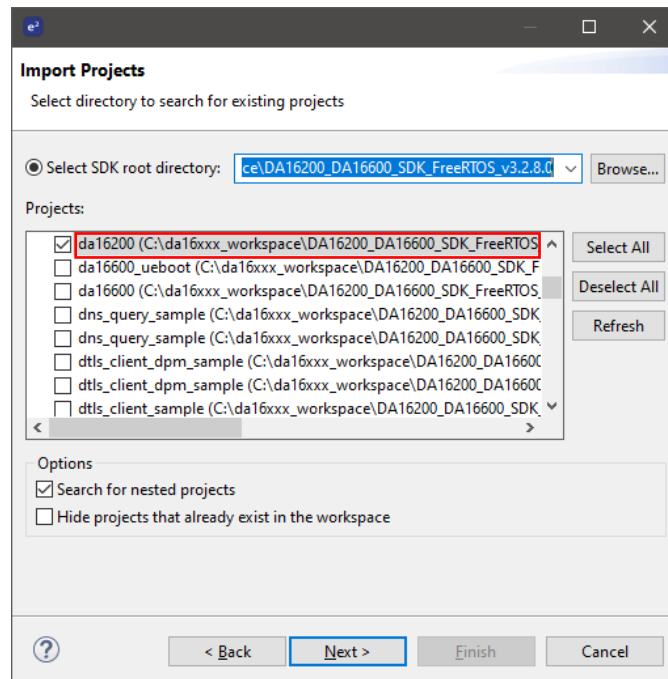 e²
Import Projects
Select directory to search for existing projects
Select SDK root directory: ce\DA16200_DA16600_SDK_FreeRTOS_v3.2.8.0 Browse...
Projects:
da16200 (C:\da16xxx_workspace\DA16200_DA16600_SDK_FreeRTOS
da16600_ueboot (C:\da16xxx_workspace\DA16200_DA16600_SDK_F
da16600 (C:\da16xxx_workspace\DA16200_DA16600_SDK_FreeRTOS_
dns_query_sample (C:\da16xxx_workspace\DA16200_DA16600_SDK_
dns_query_sample (C:\da16xxx_workspace\DA16200_DA16600_SDK_
dtls_client_dpm_sample (C:\da16xxx_workspace\DA16200_DA1660
dtls_client_dpm_sample (C:\da16xxx_workspace\DA16200_DA1660
dtls_client_sample (C:\da16xxx_workspace\DA16200_DA16600_SDK_
Select All
Deselect All
Refresh
Options
Search for nested projects
Hide projects that already exist in the workspace
?
< Back Next > Finish Cancel